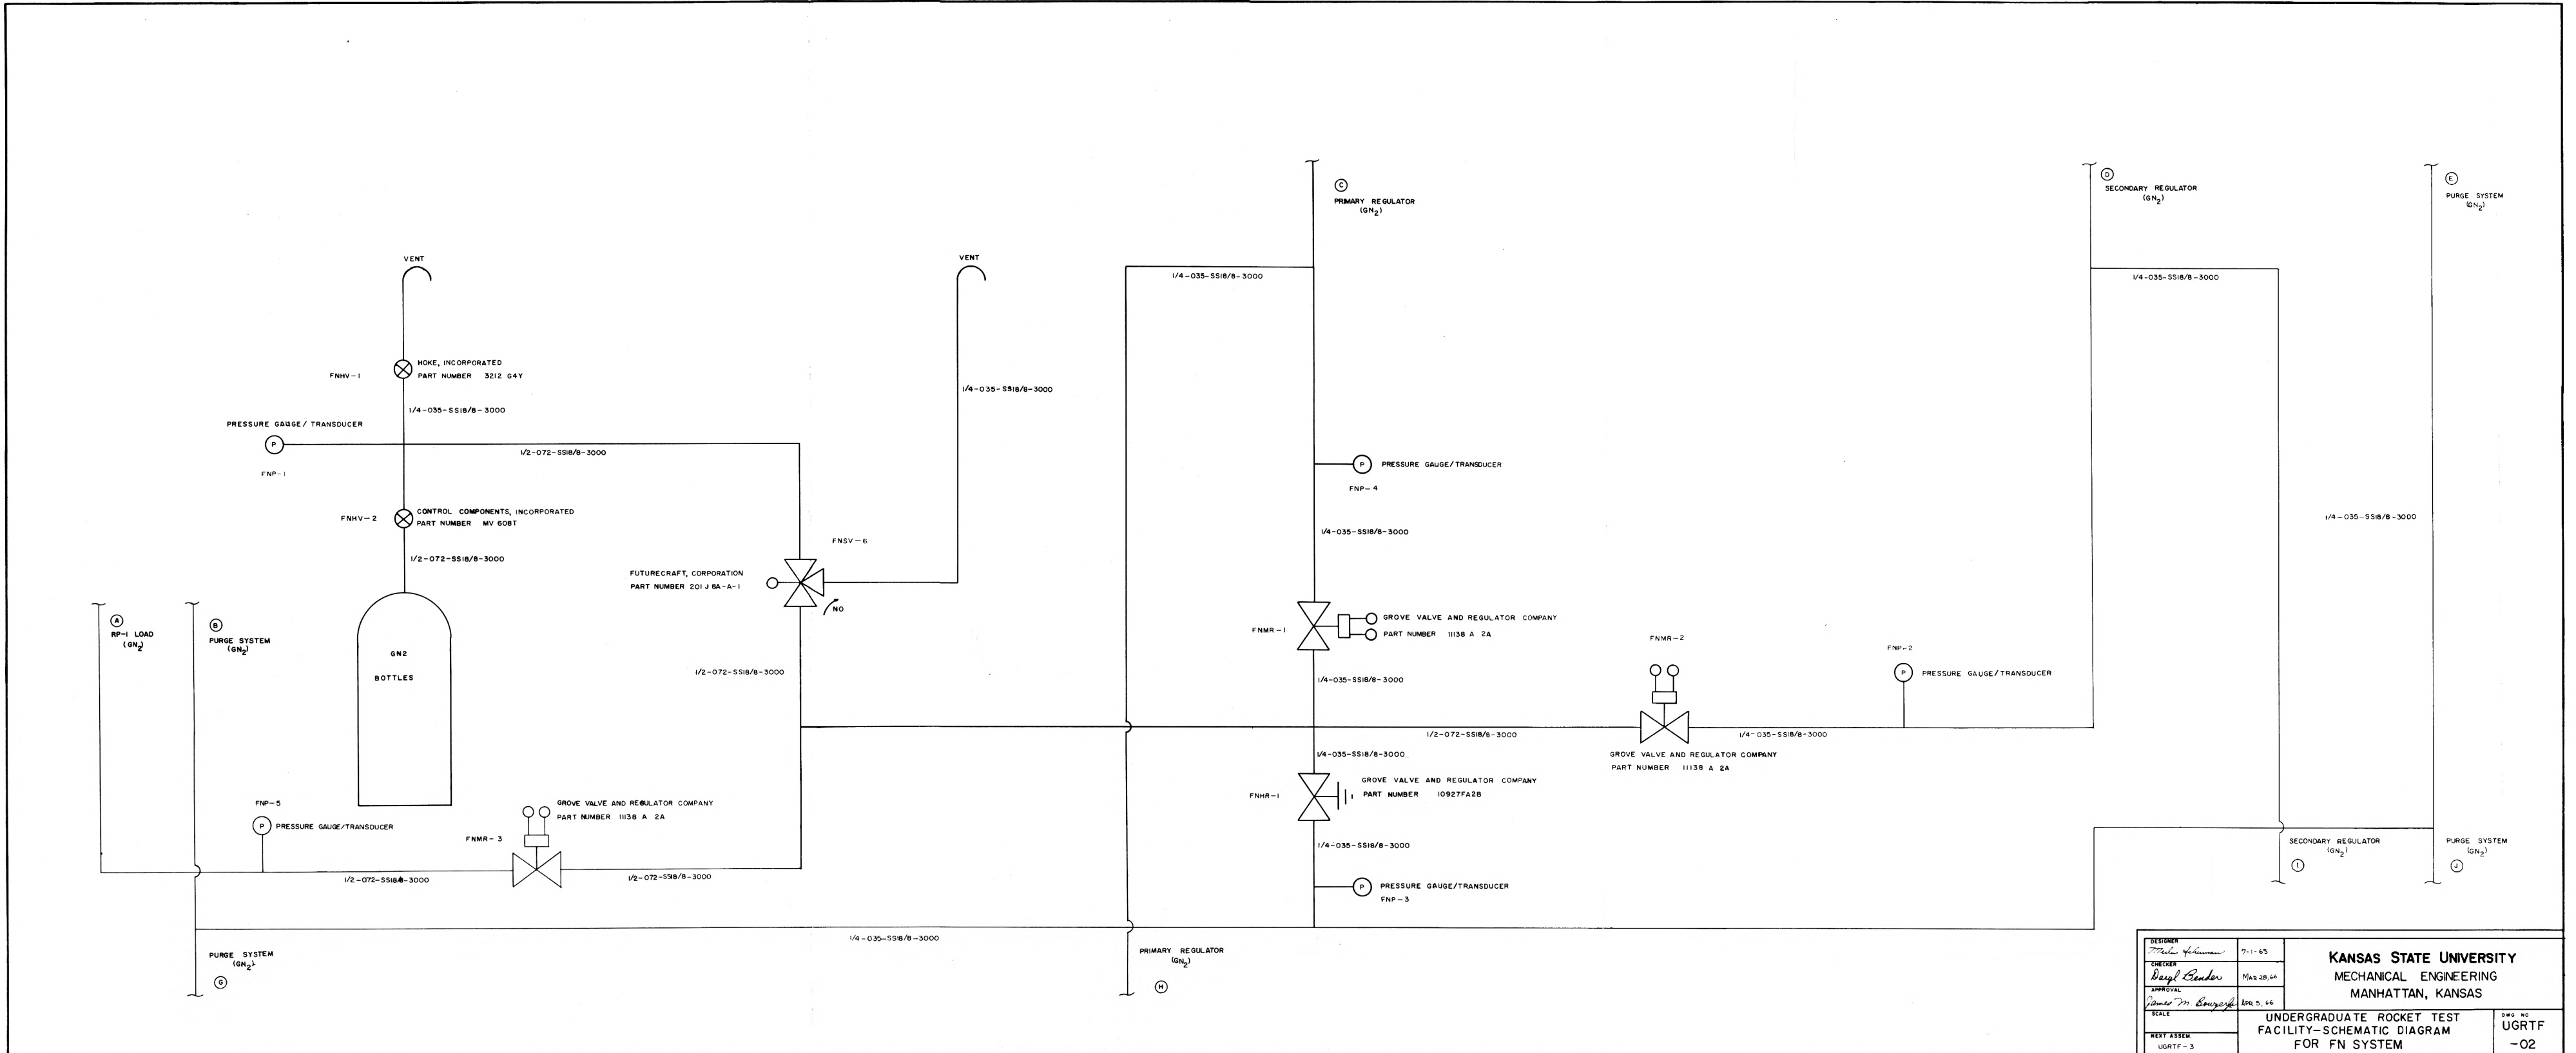 C
PRIMARY REGULATOR
(GN2)
D
SECONDARY REGULATOR
(GN2)
E
PURGE SYSTEM
(GN2)
VENT
VENT
1/4-035-SS18/8-3000
1/4-035-SS18/8-3000
FNHV-1
HOKE, INCORPORATED
PART NUMBER 3212 G4Y
1/4-035-SS18/8-3000
1/4-035-SS18/8-3000
PRESSURE GAUGE/TRANSDUCER
P
FNP-1
1/2-072-SS18/8-3000
P
PRESSURE GAUGE/TRANSDUCER
FNP-4
FNHV-2
CONTROL COMPONENTS, INCORPORATED
PART NUMBER MV 608T
1/4-035-SS18/8-3000
1/4-035-SS18/8-3000
FNSV-6
1/2-072-SS18/8-3000
FUTURECRAFT, CORPORATION
PART NUMBER 201 J 8A-A-1
NO
A
RP-1 LOAD
(GN2)
B
PURGE SYSTEM
(GN2)
GN2
BOTTLES
FNMR-1
GROVE VALVE AND REGULATOR COMPANY
PART NUMBER 11138 A 2A
FNMR-2
FNP-2
P
PRESSURE GAUGE/TRANSDUCER
1/2-072-SS18/8-3000
1/4-035-SS18/8-3000
1/2-072-SS18/8-3000
1/4-035-SS18/8-3000
1/4-035-SS18/8-3000
GROVE VALVE AND REGULATOR COMPANY
PART NUMBER 11138 A 2A
FNHR-1
GROVE VALVE AND REGULATOR COMPANY
PART NUMBER 10927FA2B
FNP-5
P
PRESSURE GAUGE/TRANSDUCER
FNMR-3
GROVE VALVE AND REGULATOR COMPANY
PART NUMBER 11138 A 2A
1/2-072-SS18/8-3000
1/2-072-SS18/8-3000
1/4-035-SS18/8-3000
P
PRESSURE GAUGE/TRANSDUCER
FNP-3
SECONDARY REGULATOR
(GN2)
I
PURGE SYSTEM
(GN2)
J
1/4-035-SS18/8-3000
PURGE SYSTEM
(GN2)
G
PRIMARY REGULATOR
(GN2)
H
DESIGNER
7-1-65
CHECKER
Daryl Bender
MAR 28, 66
APPROVAL
James M. Bowyer Jr
APR 5, 66
SCALE
NEXT ASSEM.
UGRTF-3
KANSAS STATE UNIVERSITY
MECHANICAL ENGINEERING
MANHATTAN, KANSAS
UNDERGRADUATE ROCKET TEST
FACILITY-SCHEMATIC DIAGRAM
FOR FN SYSTEM
DWG NO
UGRTF
-02